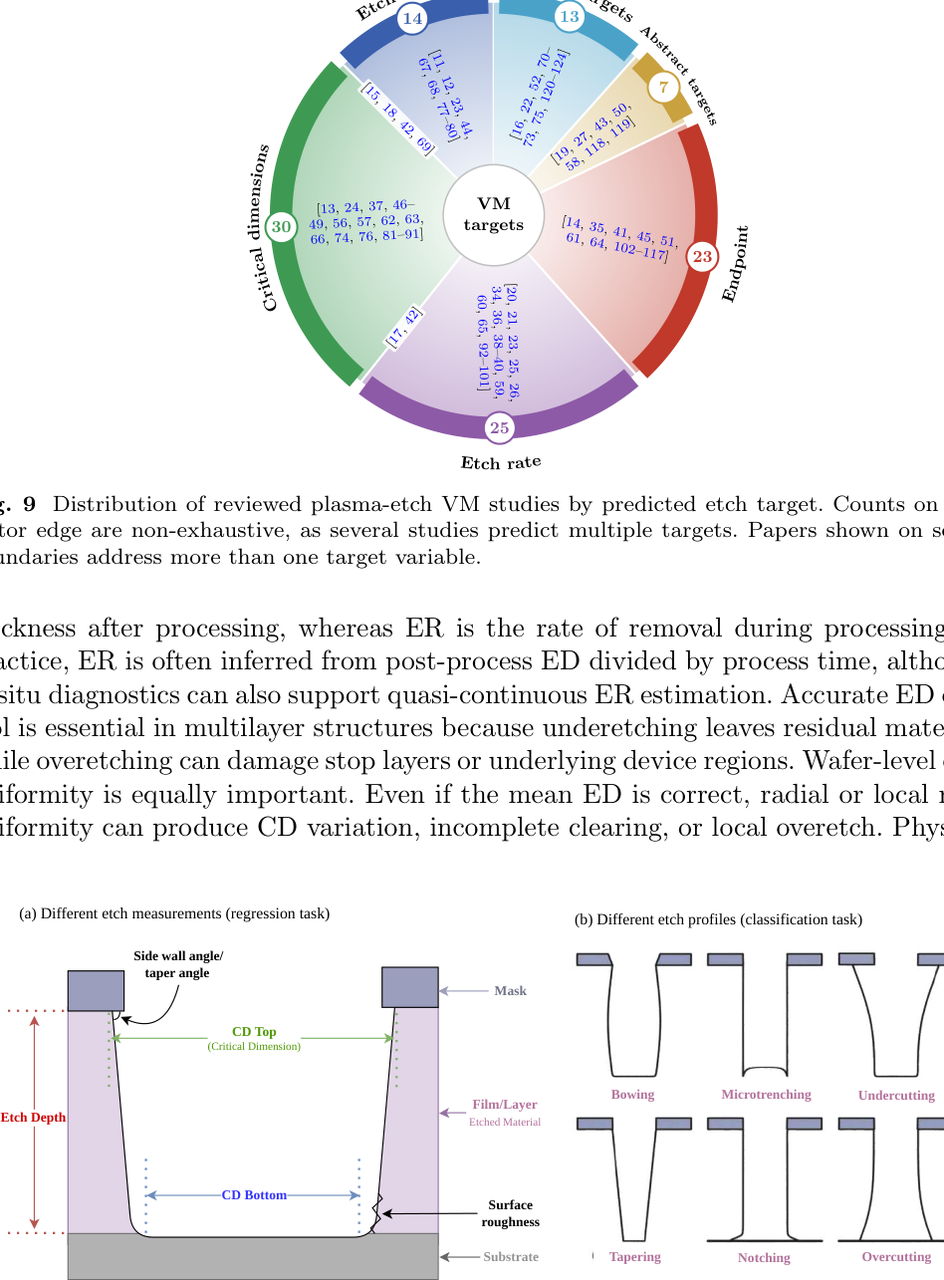 Etch
rgets
Abstract targets
14
13
7
[11, 12, 23, 44,
67, 68, 77–80]
[16, 22, 52, 70–
73, 75, 120–124]
[19, 27, 43, 50,
58, 118, 119]
[15, 18, 42, 69]
Critical dimensions
30
[13, 24, 37, 46–
49, 56, 57, 62, 63,
66, 74, 76, 81–91]
VM
targets
[14, 35, 41, 45, 51,
61, 64, 102–117]
23
Endpoint
[17, 42]
[20, 21, 23, 25, 26,
34, 36, 38–40, 59,
60, 65, 92–101]
25
Etch rate
g. 9 Distribution of reviewed plasma-etch VM studies by predicted etch target. Counts on
tor edge are non-exhaustive, as several studies predict multiple targets. Papers shown on se
undaries address more than one target variable.
ckness after processing, whereas ER is the rate of removal during processing
actice, ER is often inferred from post-process ED divided by process time, altho
situ diagnostics can also support quasi-continuous ER estimation. Accurate ED c
ol is essential in multilayer structures because underetching leaves residual mate
ile overetching can damage stop layers or underlying device regions. Wafer-level
iformity is equally important. Even if the mean ED is correct, radial or local n
iformity can produce CD variation, incomplete clearing, or local overetch. Phys
(a) Different etch measurements (regression task)
Side wall angle/
taper angle
Mask
CD Top
(Critical Dimension)
Etch Depth
Film/Layer
Etched Material
CD Bottom
Surface
roughness
Substrate
(b) Different etch profiles (classification task)
Bowing
Microtrenching
Undercutting
Tapering
Notching
Overcutting